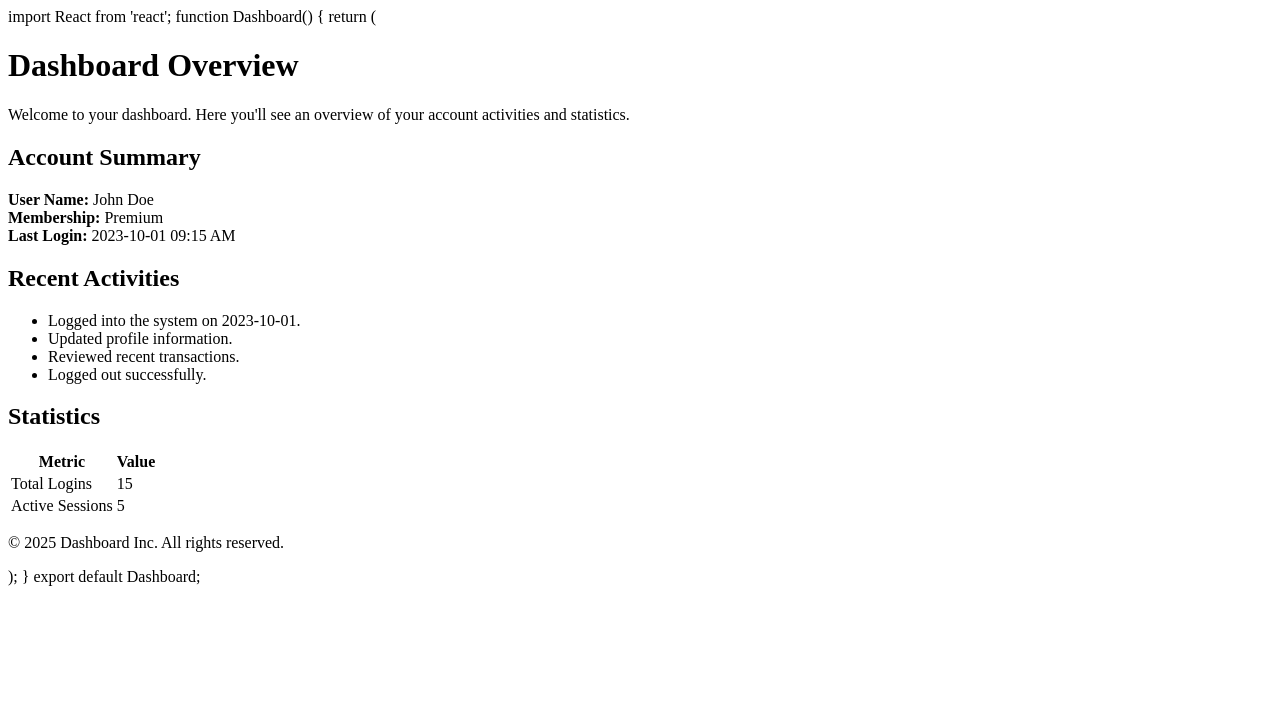 import React from 'react'; function Dashboard() { return (
Dashboard Overview
Welcome to your dashboard. Here you'll see an overview of your account activities and statistics.
Account Summary
User Name: John Doe
Membership: Premium
Last Login: 2023-10-01 09:15 AM
Recent Activities
Logged into the system on 2023-10-01.
Updated profile information.
Reviewed recent transactions.
Logged out successfully.
Statistics
Metric Value
Total Logins 15
Active Sessions 5
© 2025 Dashboard Inc. All rights reserved.
); } export default Dashboard;